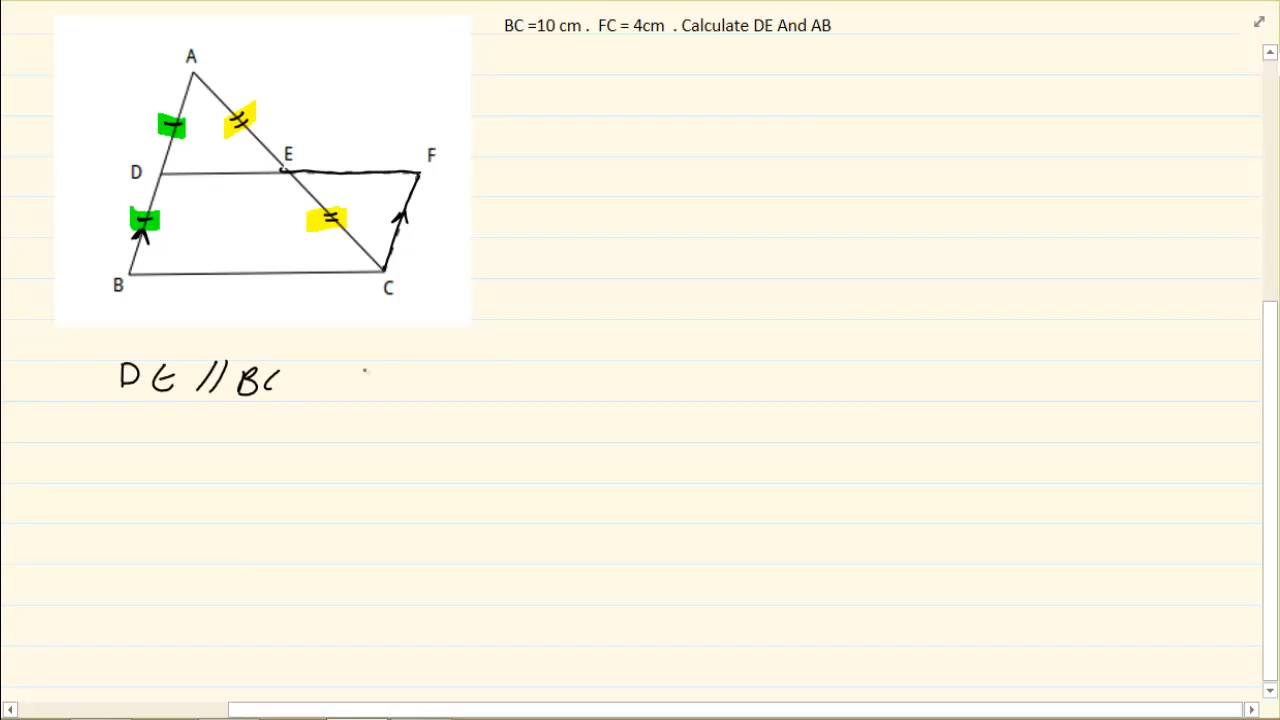 BC =10 cm . FC = 4cm . Calculate DE And AB
A
E
F
D
B
C
DE // BC